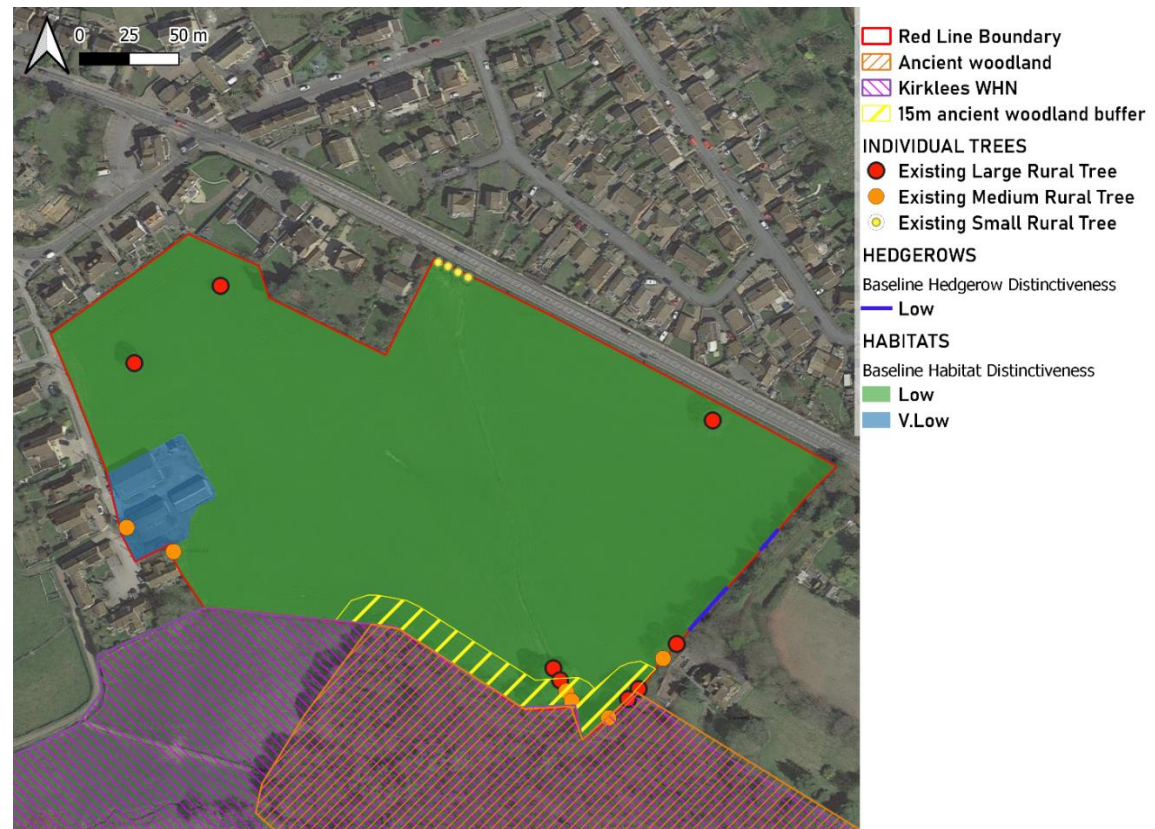 0 25 50 m
Red Line Boundary
Ancient woodland
Kirklees WHN
15m ancient woodland buffer
INDIVIDUAL TREES
Existing Large Rural Tree
Existing Medium Rural Tree
Existing Small Rural Tree
HEDGEROWS
Baseline Hedgerow Distinctiveness
Low
HABITATS
Baseline Habitat Distinctiveness
Low
V.Low